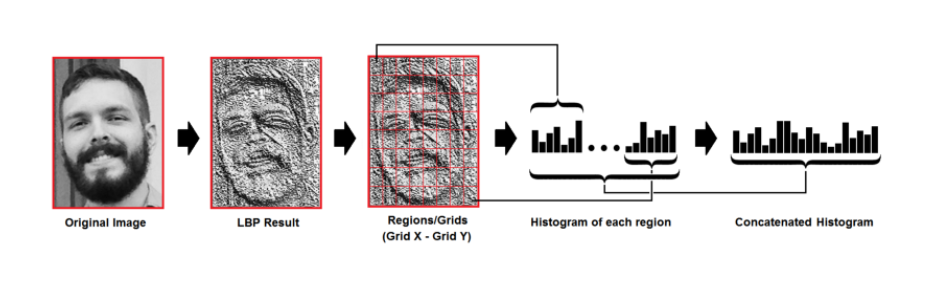 Original Image
LBP Result
Regions/Grids
(Grid X - Grid Y)
Histogram of each region
Concatenated Histogram